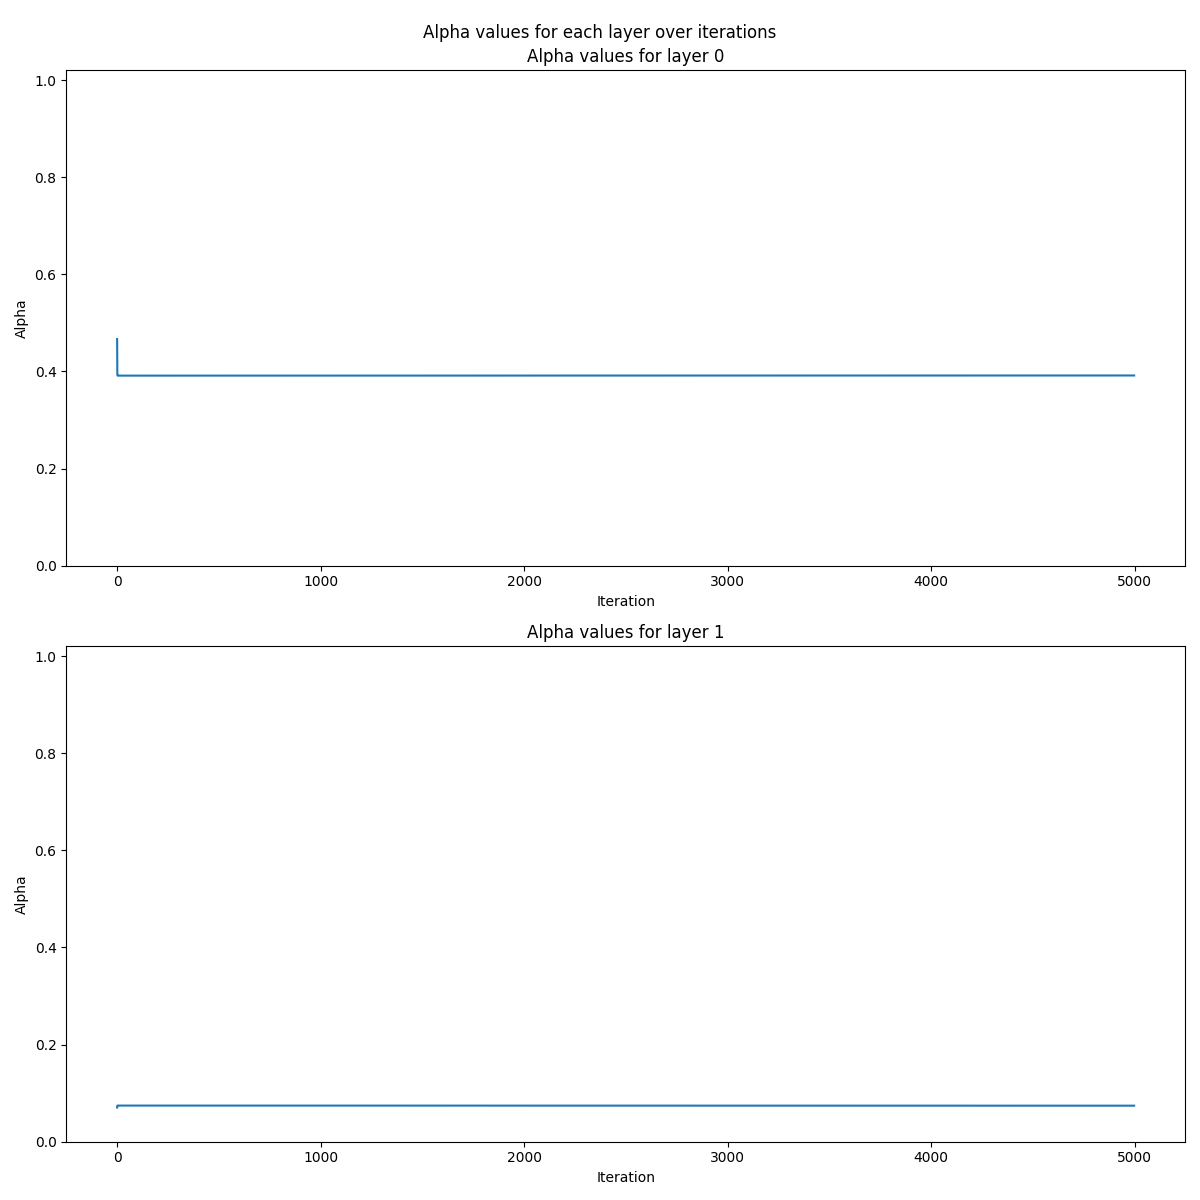 Alpha values for each layer over iterations
Alpha values for layer 0
1.0
0.8
0.6
0.4
0.2
0.0
Alpha
0 1000 2000 3000 4000 5000
Iteration
Alpha values for layer 1
1.0
0.8
0.6
0.4
0.2
0.0
Alpha
0 1000 2000 3000 4000 5000
Iteration